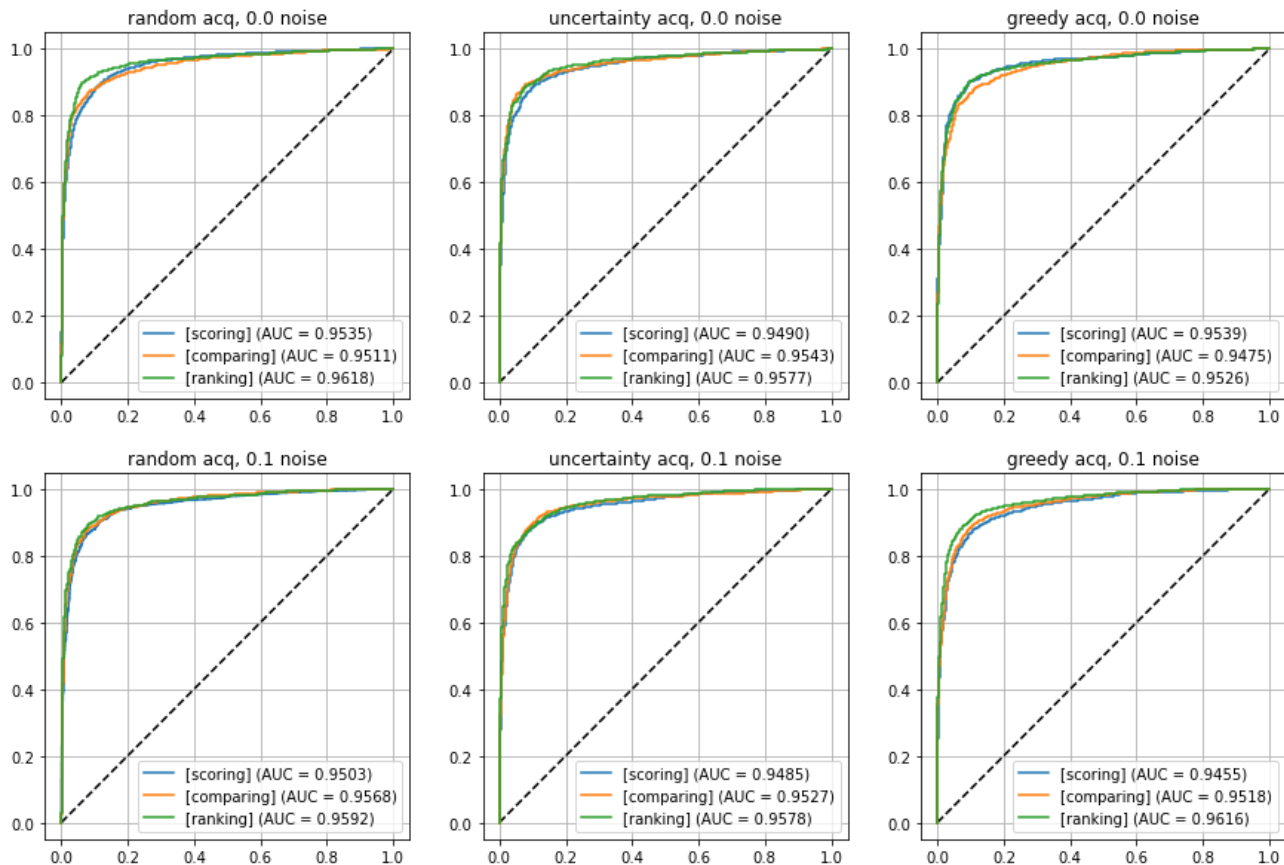 random acq, 0.0 noise
1.0
0.8
0.6
0.4
0.2
0.0
[scoring] (AUC = 0.9535)
[comparing] (AUC = 0.9511)
[ranking] (AUC = 0.9618)
0.0 0.2 0.4 0.6 0.8 1.0
uncertainty acq, 0.0 noise
1.0
0.8
0.6
0.4
0.2
0.0
[scoring] (AUC = 0.9490)
[comparing] (AUC = 0.9543)
[ranking] (AUC = 0.9577)
0.0 0.2 0.4 0.6 0.8 1.0
greedy acq, 0.0 noise
1.0
0.8
0.6
0.4
0.2
0.0
[scoring] (AUC = 0.9539)
[comparing] (AUC = 0.9475)
[ranking] (AUC = 0.9526)
0.0 0.2 0.4 0.6 0.8 1.0
random acq, 0.1 noise
1.0
0.8
0.6
0.4
0.2
0.0
[scoring] (AUC = 0.9503)
[comparing] (AUC = 0.9568)
[ranking] (AUC = 0.9592)
0.0 0.2 0.4 0.6 0.8 1.0
uncertainty acq, 0.1 noise
1.0
0.8
0.6
0.4
0.2
0.0
[scoring] (AUC = 0.9485)
[comparing] (AUC = 0.9527)
[ranking] (AUC = 0.9578)
0.0 0.2 0.4 0.6 0.8 1.0
greedy acq, 0.1 noise
1.0
0.8
0.6
0.4
0.2
0.0
[scoring] (AUC = 0.9455)
[comparing] (AUC = 0.9518)
[ranking] (AUC = 0.9616)
0.0 0.2 0.4 0.6 0.8 1.0